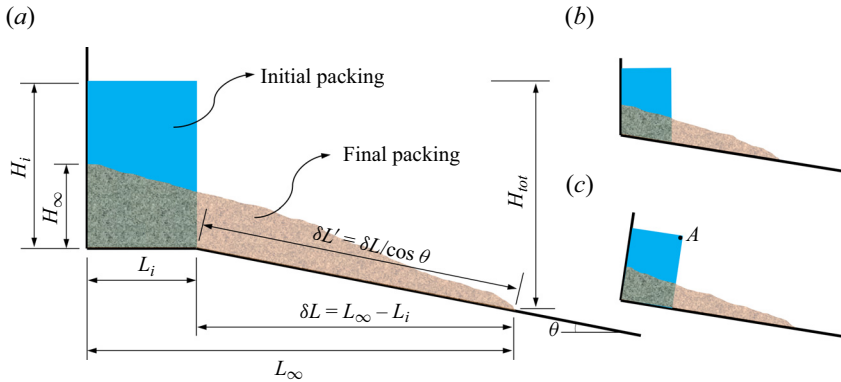 (a)
Initial packing
Final packing
H_i
H_∞
H_tot
δL′ = δL/cos θ
L_i
δL = L_∞ – L_i
θ
L_∞
(b)
(c)
A